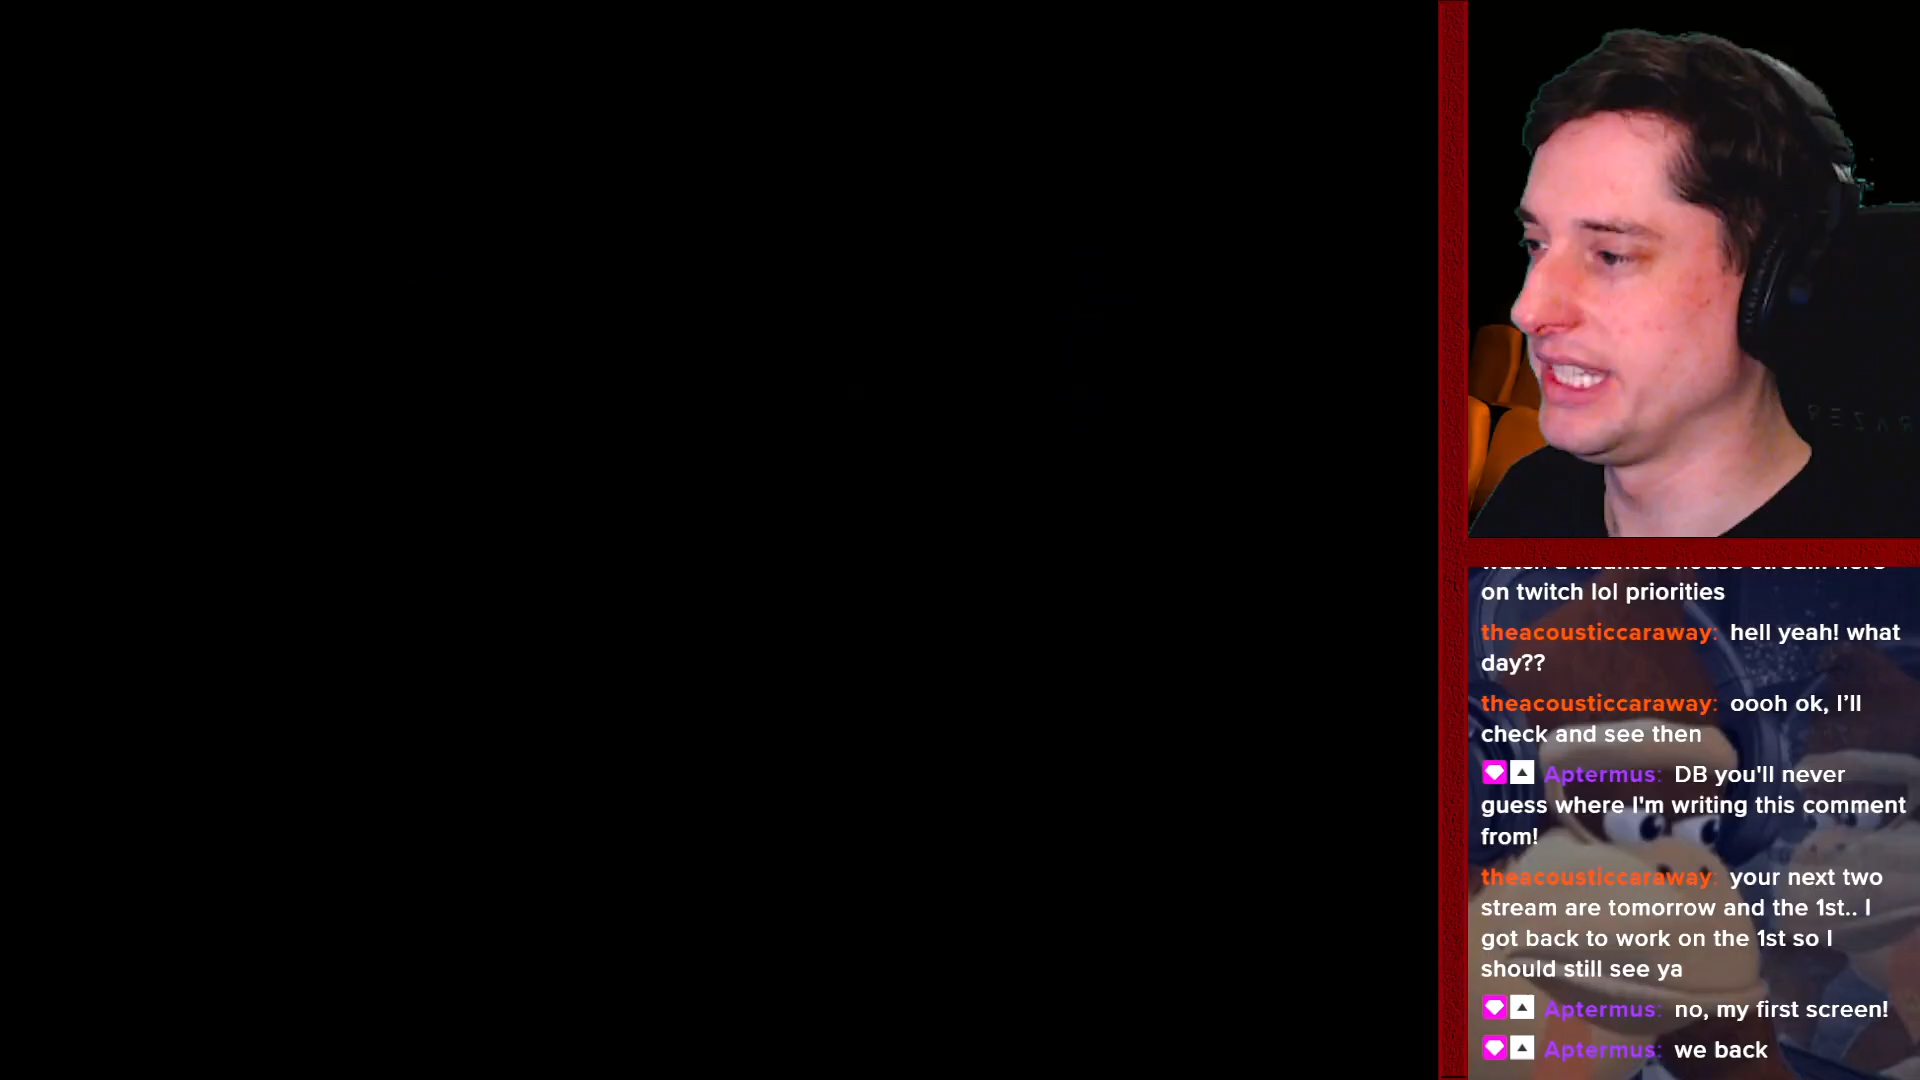 on twitch lol priorities
theacousticcaraway: hell yeah! what
day??
theacousticcaraway: oooh ok, I’ll
check and see then
Aptermus: DB you'll never
guess where I'm writing this comment
from!
theacousticcaraway: your next two
stream are tomorrow and the 1st.. I
got back to work on the 1st so I
should still see ya
Aptermus: no, my first screen!
Aptermus: we back